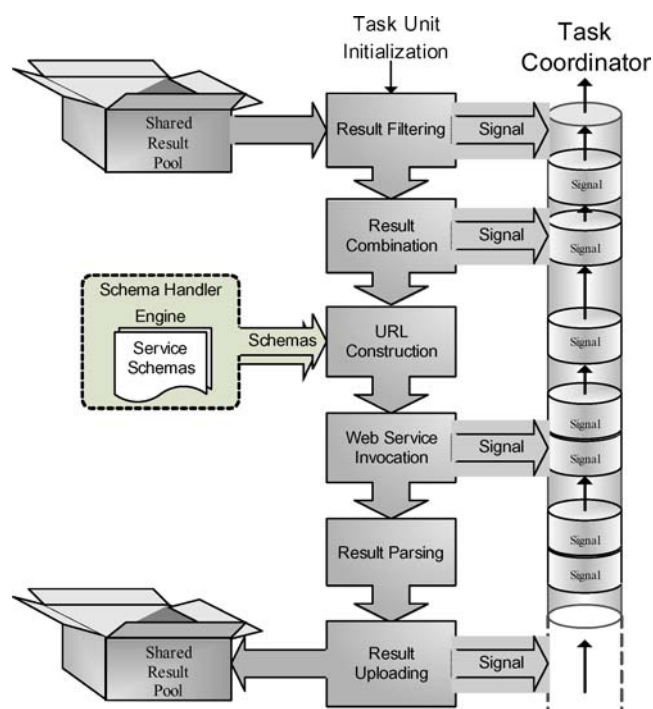 Task Unit
Initialization
Task
Coordinator
Shared
Result
Pool
Result Filtering
Signal
Signal
Result
Combination
Signal
Signal
Schema Handler
Engine
Service
Schemas
Schemas
URL
Construction
Signal
Signal
Web Service
Invocation
Signal
Signal
Signal
Result Parsing
Signal
Shared
Result
Pool
Result
Uploading
Signal